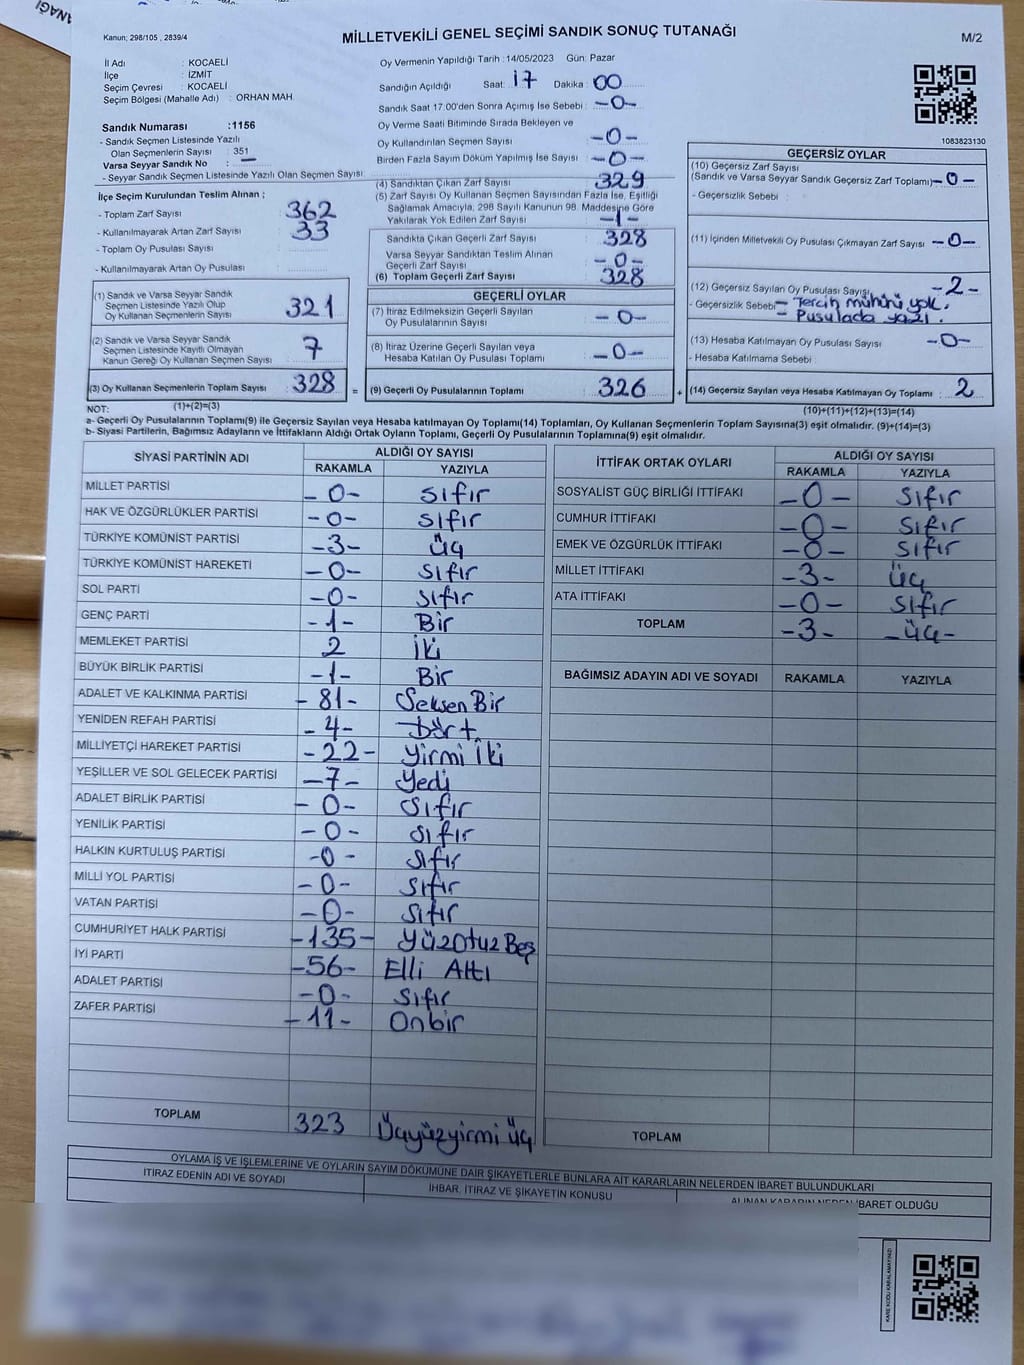 Kanun; 298/105 , 2839/4
MİLLETVEKİLİ GENEL SEÇİMİ SANDIK SONUÇ TUTANAĞI
M/2
İl Adı : KOCAELİ
İlçe : İZMİT
Seçim Çevresi : KOCAELİ
Seçim Bölgesi (Mahalle Adı) : ORHAN MAH
Sandık Numarası :1156
- Sandık Seçmen Listesinde Yazılı
Olan Seçmenlerin Sayısı : 351
Varsa Seyyar Sandık No : —
- Seyyar Sandık Seçmen Listesinde Yazılı Olan Seçmen Sayısı:
Oy Vermenin Yapıldığı Tarih :14/05/2023 Gün: Pazar
Sandığın Açıldığı Saat: 17 Dakika : 00
Sandık Saat 17:00'den Sonra Açımış İse Sebebi : -0-
Oy Verme Saati Bitiminde Sırada Bekleyen ve
Oy Kullandırılan Seçmen Sayısı -0-
Birden Fazla Sayım Döküm Yapılmış İse Sayısı -0-
1083823130
İlçe Seçim Kurulundan Teslim Alınan ;
- Toplam Zarf Sayısı : 362
- Kullanılmayarak Artan Zarf Sayısı : 33
- Toplam Oy Pusulası Sayısı :
- Kullanılmayarak Artan Oy Pusulası :
(4) Sandıktan Çıkan Zarf Sayısı 329
(5) Zarf Sayısı Oy Kullanan Seçmen Sayısından Fazla İse, Eşitliği
Sağlamak Amacıyla, 298 Sayılı Kanunun 98. Maddesine Göre
Yakılarak Yok Edilen Zarf Sayısı -1-
Sandıkta Çıkan Geçerli Zarf Sayısı : 328
Varsa Seyyar Sandıktan Teslim Alınan
Geçerli Zarf Sayısı -0-
(6) Toplam Geçerli Zarf Sayısı 328
GEÇERSİZ OYLAR
(10) Geçersiz Zarf Sayısı
(Sandık ve Varsa Seyyar Sandık Geçersiz Zarf Toplamı) -0-
- Geçersizlik Sebebi :
(11) İçinden Milletvekili Oy Pusulası Çıkmayan Zarf Sayısı -0-
(12) Geçersiz Sayılan Oy Pusulası Sayısı -2-
- Geçersizlik Sebebi - Tercih mühürü yok.
- Pusulada yazı.
(13) Hesaba Katılmayan Oy Pusulası Sayısı -0-
- Hesaba Katılmama Sebebi :
(1) Sandık ve Varsa Seyyar Sandık
Seçmen Listesinde Yazılı Olup
Oy Kullanan Seçmenlerin Sayısı : 321
(2) Sandık ve Varsa Seyyar Sandık
Seçmen Listesinde Kayıtlı Olmayan
Kanun Gereği Oy Kullanan Seçmen Sayısı : 7
GEÇERLİ OYLAR
(7) İtiraz Edilmeksizin Geçerli Sayılan
Oy Pusulalarının Sayısı : -0-
(8) İtiraz Üzerine Geçerli Sayılan veya
Hesaba Katılan Oy Pusulası Toplamı : -0-
(3) Oy Kullanan Seçmenlerin Toplam Sayısı : 328 = (9) Geçerli Oy Pusulalarının Toplamı 326 + (14) Geçersiz Sayılan veya Hesaba Katılmayan Oy Toplamı : 2
NOT: (1)+(2)=(3) (10)+(11)+(12)+(13)=(14)
a- Geçerli Oy Pusulalarının Toplamı(9) ile Geçersiz Sayılan veya Hesaba katılmayan Oy Toplamı(14) Toplamları, Oy Kullanan Seçmenlerin Toplam Sayısına(3) eşit olmalıdır. (9)+(14)=(3)
b- Siyasi Partilerin, Bağımsız Adayların ve İttifakların Aldığı Ortak Oyların Toplamı, Geçerli Oy Pusulalarının Toplamına(9) eşit olmalıdır.
SİYASİ PARTİNİN ADI ALDIĞI OY SAYISI
RAKAMLA YAZIYLA
MİLLET PARTİSİ -0- sıfır
HAK VE ÖZGÜRLÜKLER PARTİSİ -0- sıfır
TÜRKİYE KOMÜNİST PARTİSİ -3- üç
TÜRKİYE KOMÜNİST HAREKETİ -0- sıfır
SOL PARTİ -0- sıfır
GENÇ PARTİ -1- Bir
MEMLEKET PARTİSİ 2 İki
BÜYÜK BİRLİK PARTİSİ -1- Bir
ADALET VE KALKINMA PARTİSİ -81- Seksen Bir
YENİDEN REFAH PARTİSİ -4- Dört
MİLLİYETÇİ HAREKET PARTİSİ -22- Yirmi İki
YEŞİLLER VE SOL GELECEK PARTİSİ -7- Yedi
ADALET BİRLİK PARTİSİ -0- sıfır
YENİLİK PARTİSİ -0- sıfır
HALKIN KURTULUŞ PARTİSİ -0- sıfır
MİLLİ YOL PARTİSİ -0- sıfır
VATAN PARTİSİ -0- sıfır
CUMHURİYET HALK PARTİSİ -135- Yüzotuz Beş
İYİ PARTİ -56- Elli Altı
ADALET PARTİSİ -0- sıfır
ZAFER PARTİSİ -11- Onbir
TOPLAM 323 Üçyüzyirmi üç
İTTİFAK ORTAK OYLARI ALDIĞI OY SAYISI
RAKAMLA YAZIYLA
SOSYALİST GÜÇ BİRLİĞİ İTTİFAKI -0- sıfır
CUMHUR İTTİFAKI -0- sıfır
EMEK VE ÖZGÜRLÜK İTTİFAKI -0- sıfır
MİLLET İTTİFAKI -3- üç
ATA İTTİFAKI -0- sıfır
TOPLAM -3- -üç-
BAĞIMSIZ ADAYIN ADI VE SOYADI RAKAMLA YAZIYLA
TOPLAM
OYLAMA İŞ VE İŞLEMLERİNE VE OYLARIN SAYIM DÖKÜMÜNE DAİR ŞİKAYETLERLE BUNLARA AİT KARARLARIN NELERDEN İBARET BULUNDUKLARI
İTİRAZ EDENİN ADI VE SOYADI
İHBAR, İTİRAZ VE ŞİKAYETİN KONUSU
ALINAN KARARIN NEDEN İBARET OLDUĞU
KARE KODU KARALAMAYINIZ!